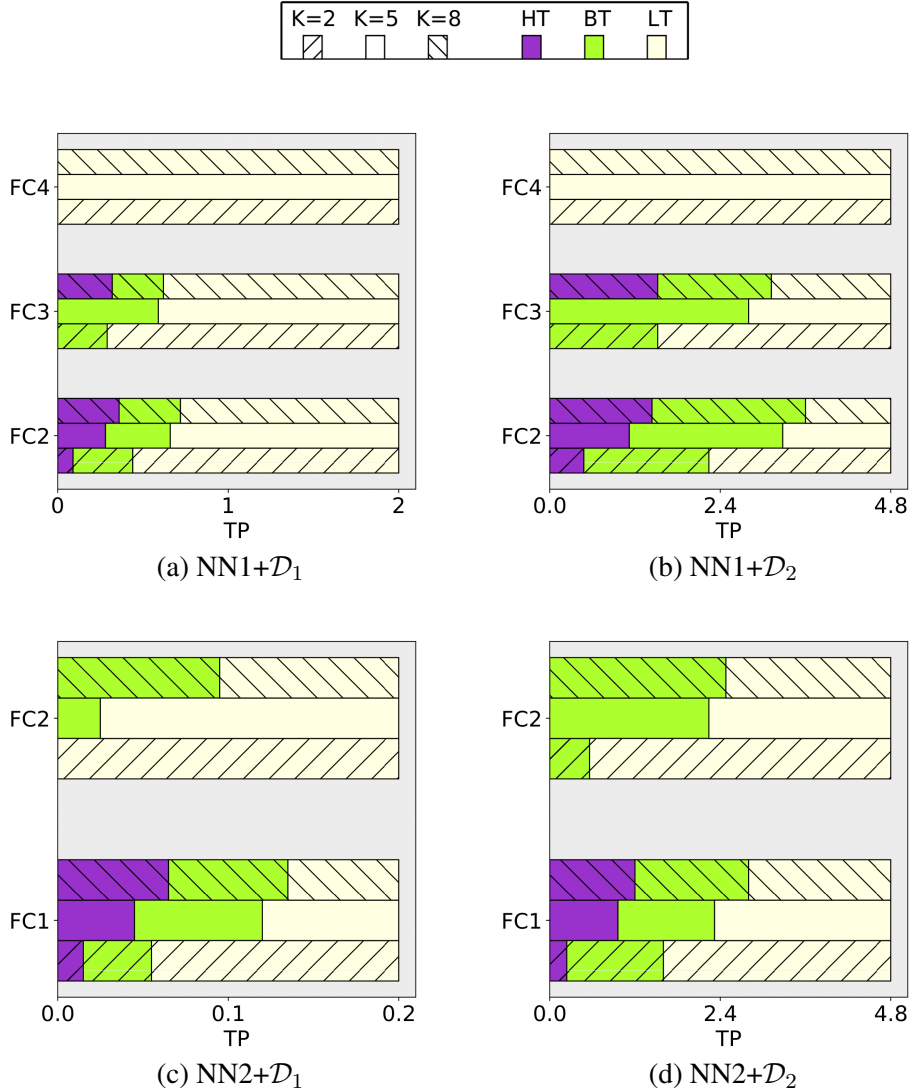 K=2 K=5 K=8 HT BT LT
FC4
FC3
FC2
0 1 2
TP
(a) NN1+𝒟₁
FC4
FC3
FC2
0.0 2.4 4.8
TP
(b) NN1+𝒟₂
FC2
FC1
0.0 0.1 0.2
TP
(c) NN2+𝒟₁
FC2
FC1
0.0 2.4 4.8
TP
(d) NN2+𝒟₂